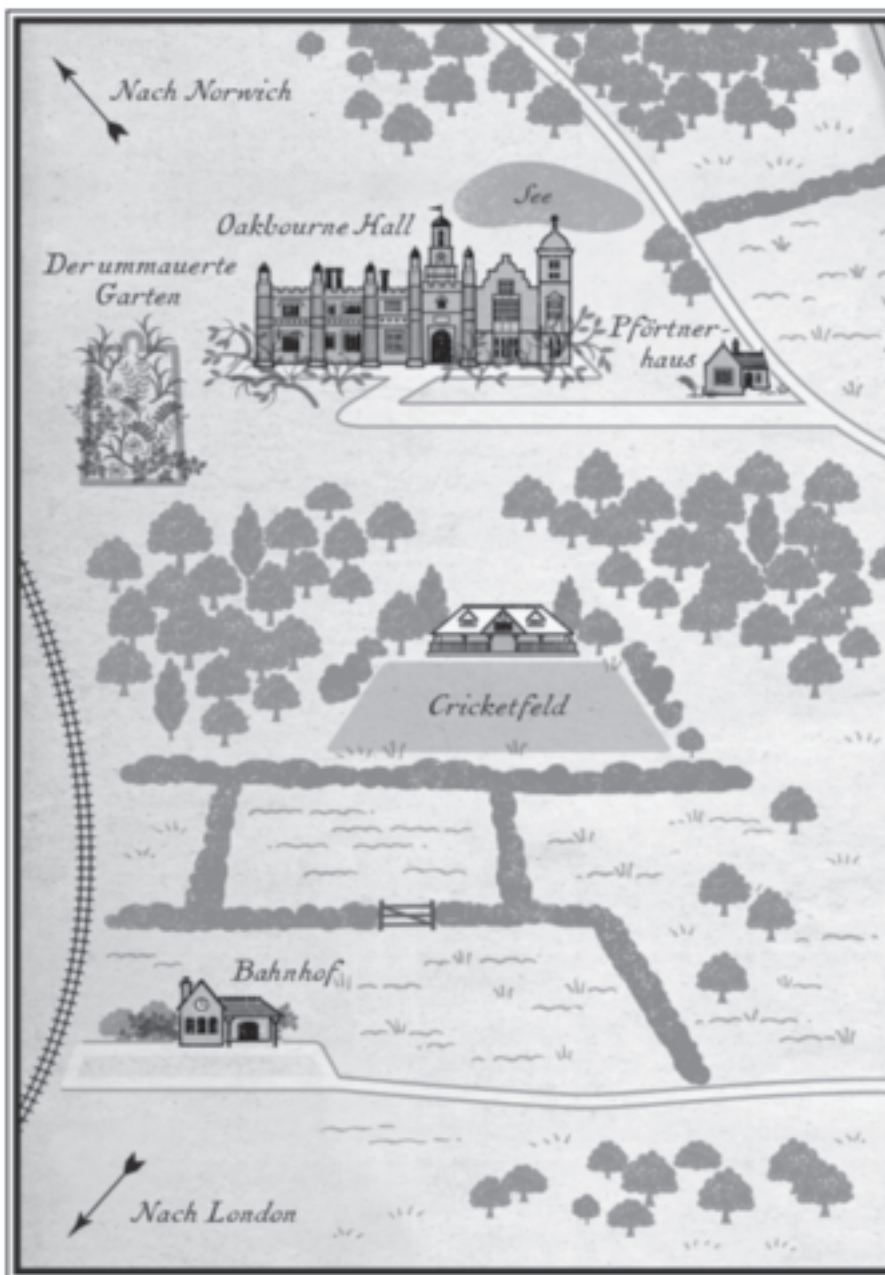 Nach Norwich
See
Oakbourne Hall
Der ummauerte
Garten
Pförtner-
haus
Cricketfeld
Bahnhof
Nach London